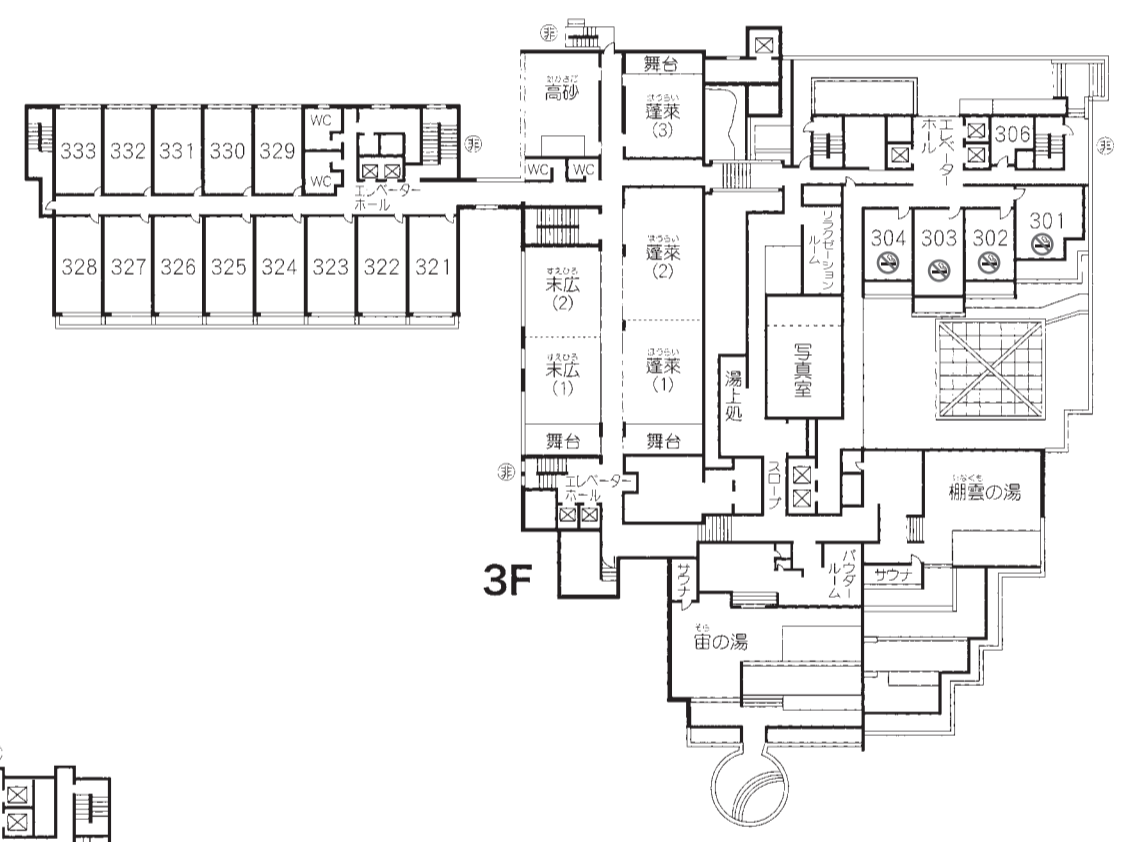 非
舞台
たかさご
高砂
ほうらい
蓬萊
(3)
WC
333
332
331
330
329
WC
エレベーター
ホール
非
WC
WC
エレベーター
ホール
306
非
328
327
326
325
324
323
322
321
すえひろ
末広
(2)
ほうらい
蓬萊
(2)
リラクゼーション
ルーム
304
303
302
301
すえひろ
末広
(1)
ほうらい
蓬萊
(1)
写真室
湯上処
舞台
舞台
非
エレベーター
ホール
スロープ
たなぐも
棚雲の湯
3F
サウナ
パウダー
ルーム
サウナ
そら
宙の湯